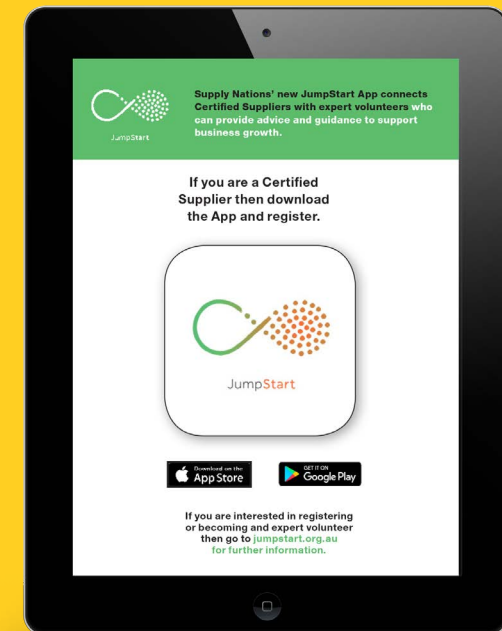 JumpStart
Supply Nations' new JumpStart App connects
Certified Suppliers with expert volunteers who
can provide advice and guidance to support
business growth.
If you are a Certified
Supplier then download
the App and register.
JumpStart
Download on the
App Store
GET IT ON
Google Play
If you are interested in registering
or becoming and expert volunteer
then go to jumpstart.org.au
for further information.